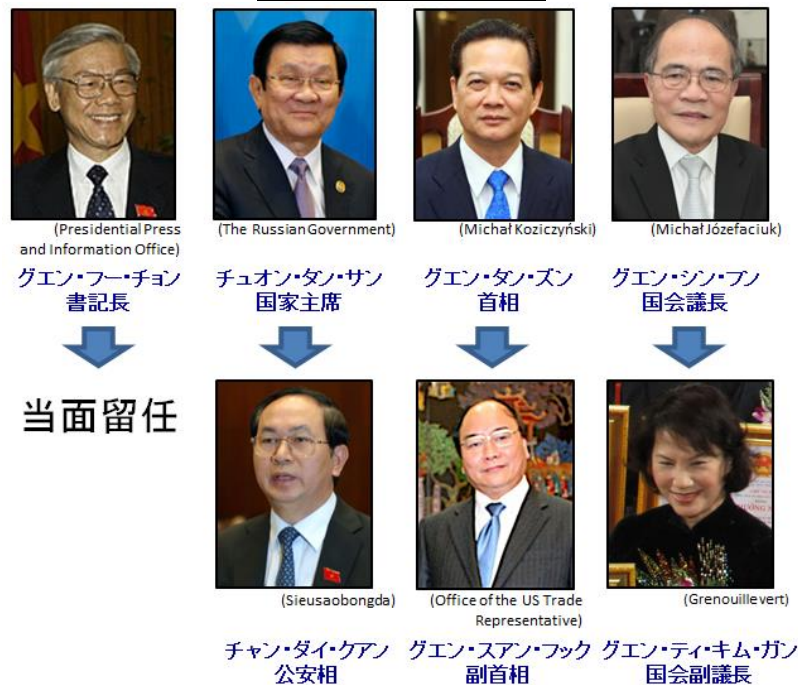 (Presidential Press
and Information Office)
(The Russian Government)
(Michał Koziczyński)
(Michał Józefaciuk)
グエン・フー・チョン
書記長
チュオン・タン・サン
国家主席
グエン・タン・ズン
首相
グエン・シン・フン
国会議長
当面留任
(Sieusaobongda)
(Office of the US Trade
Representative)
(Grenouillevert)
チャン・ダイ・クアン
公安相
グエン・スアン・フック
副首相
グエン・ティ・キム・ガン
国会副議長